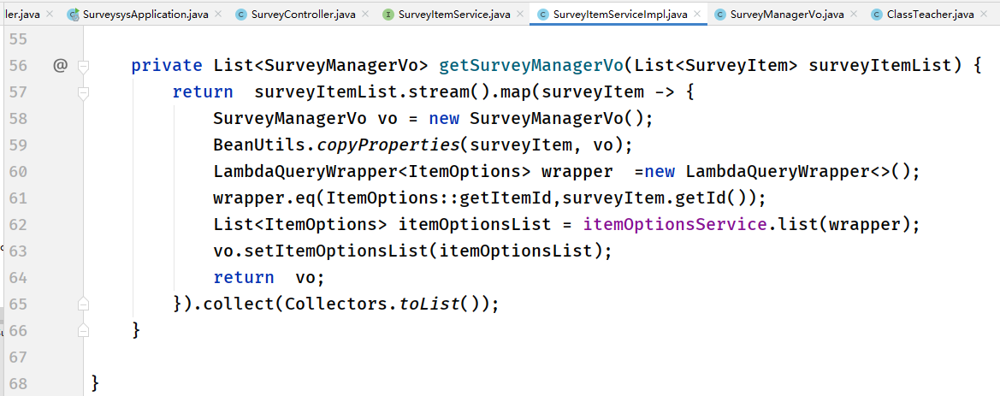 ler.java SurveysysApplication.java SurveyController.java SurveyItemService.java SurveyItemServiceImpl.java SurveyManagerVo.java ClassTeacher.java
55
56 @ private List<SurveyManagerVo> getSurveyManagerVo(List<SurveyItem> surveyItemList) {
57 return  surveyItemList.stream().map(surveyItem -> {
58 SurveyManagerVo vo = new SurveyManagerVo();
59 BeanUtils.copyProperties(surveyItem, vo);
60 LambdaQueryWrapper<ItemOptions> wrapper  =new LambdaQueryWrapper<>();
61 wrapper.eq(ItemOptions::getItemId,surveyItem.getId());
62 List<ItemOptions> itemOptionsList = itemOptionsService.list(wrapper);
63 vo.setItemOptionsList(itemOptionsList);
64 return  vo;
65 }).collect(Collectors.toList());
66 }
67
68 }